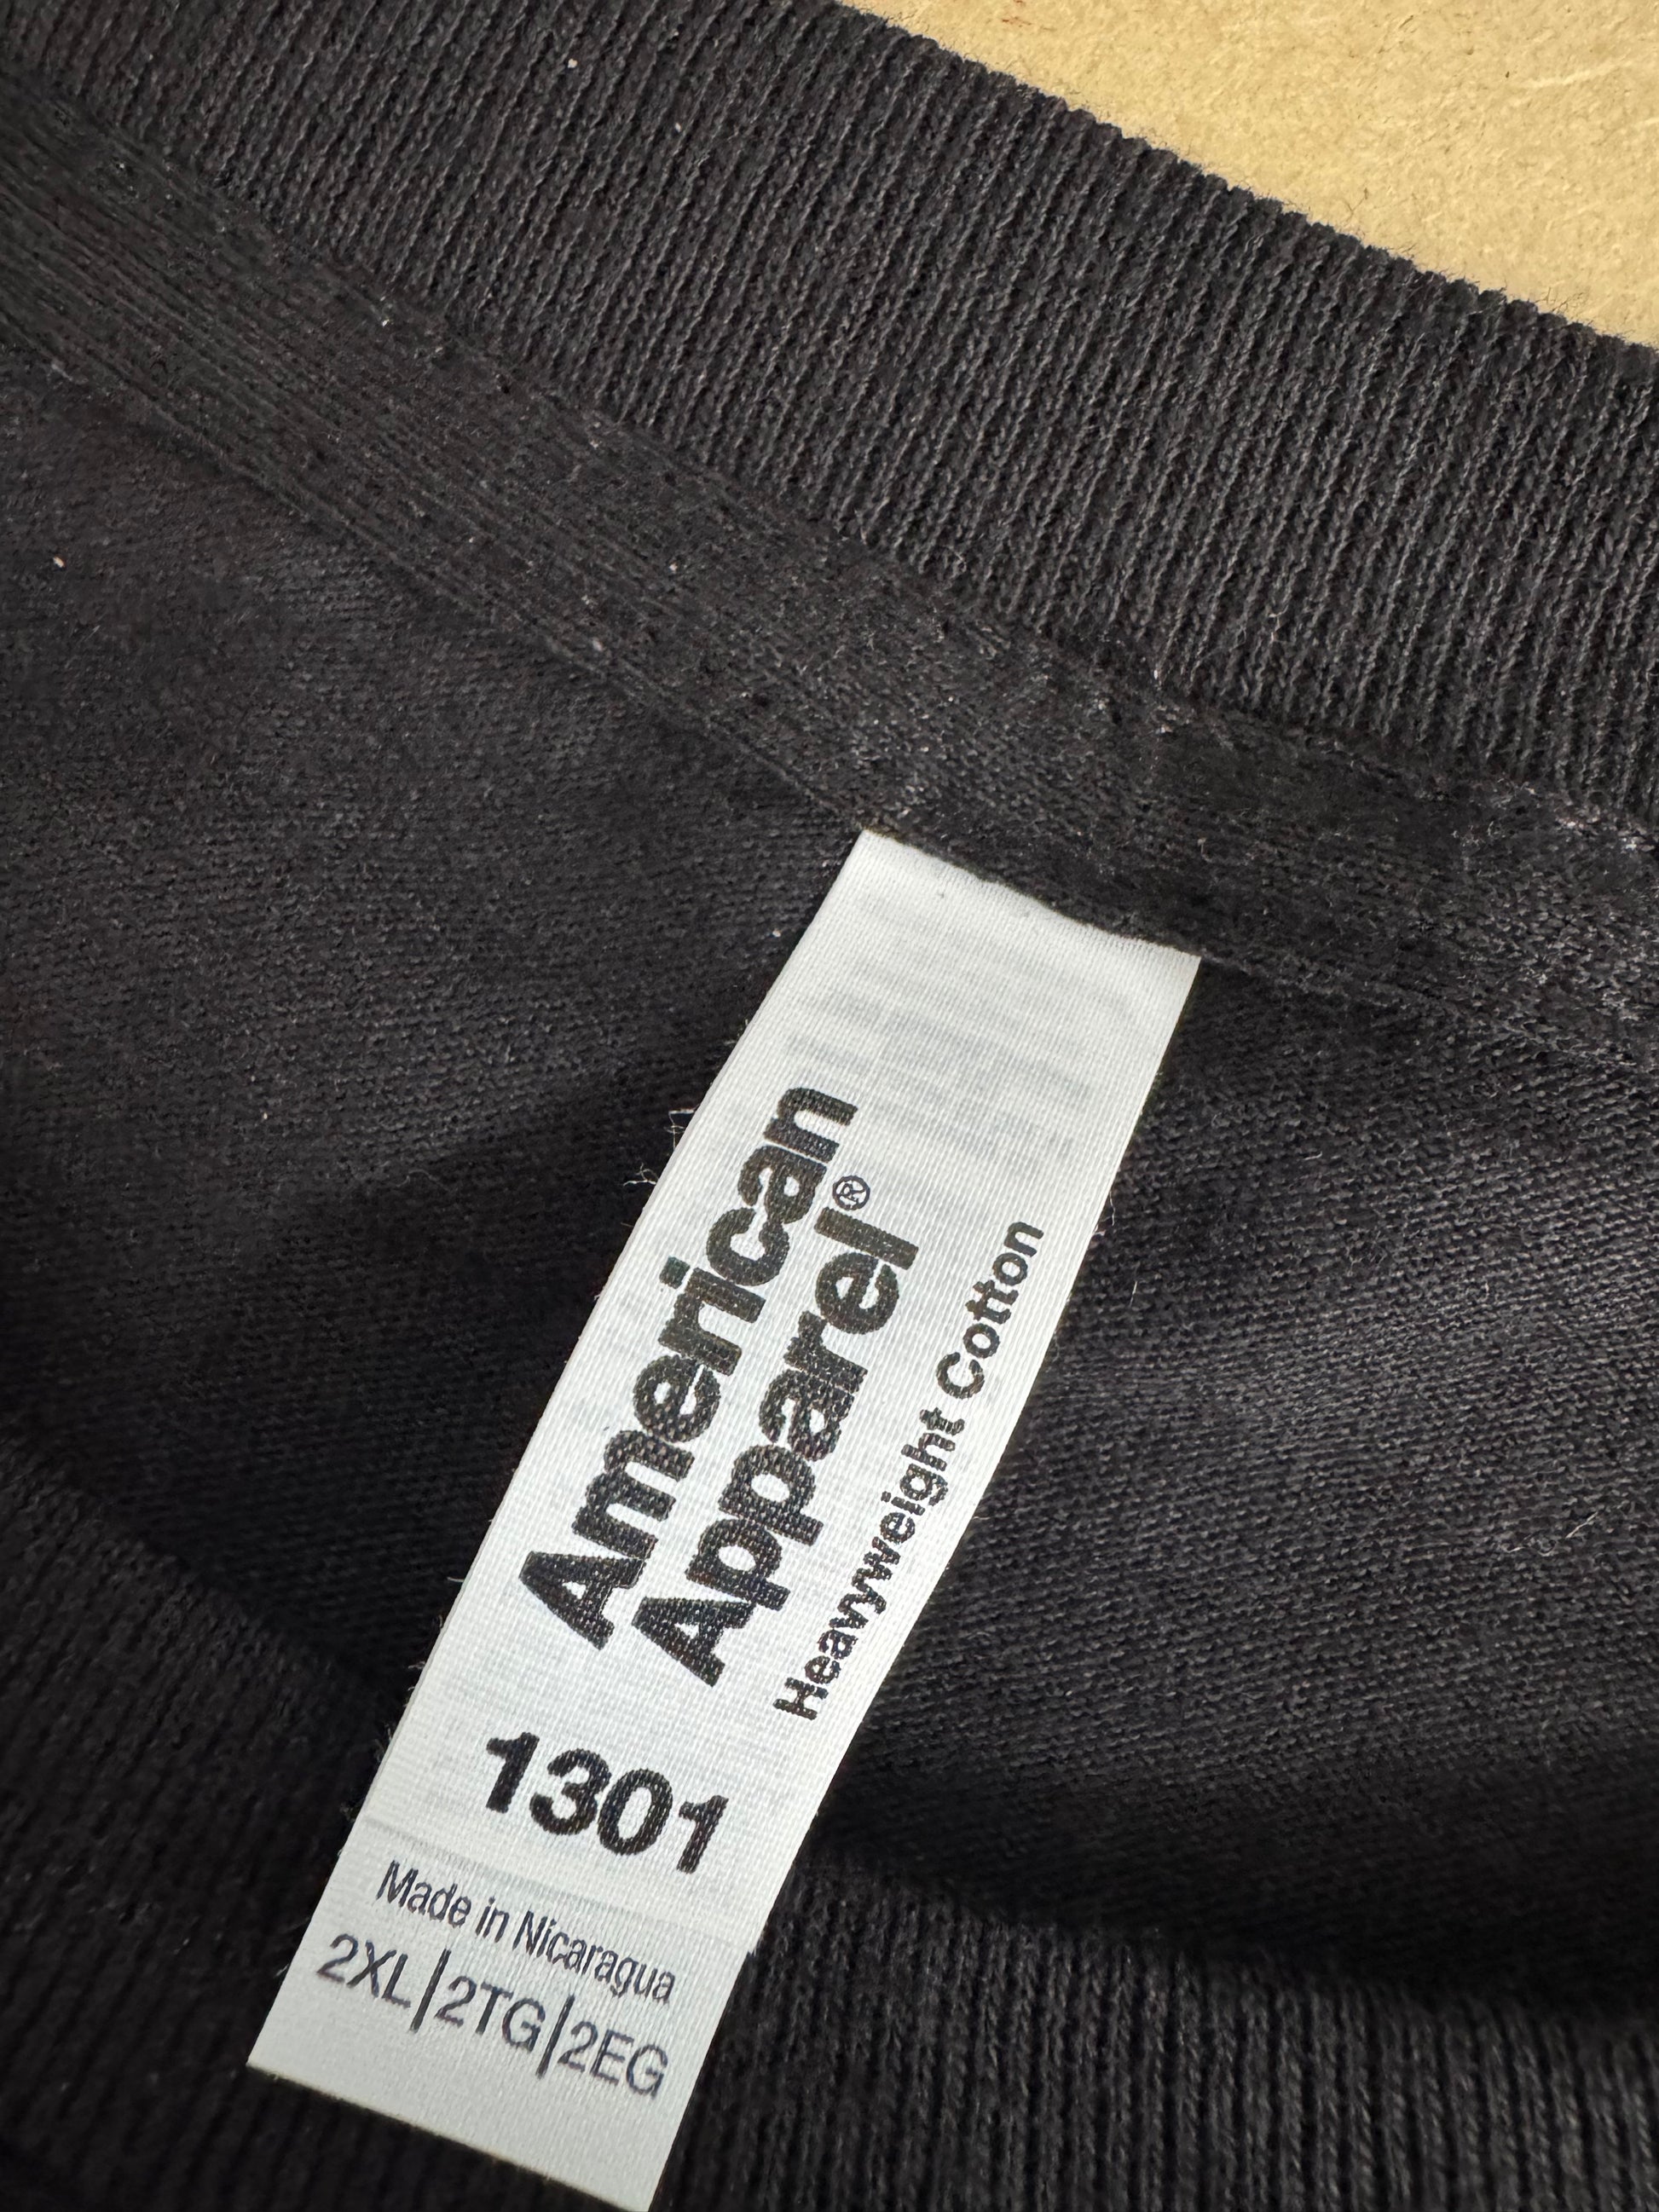 American
Apparel®
Heavyweight Cotton
1301
Made in Nicaragua
2XL|2TG|2EG